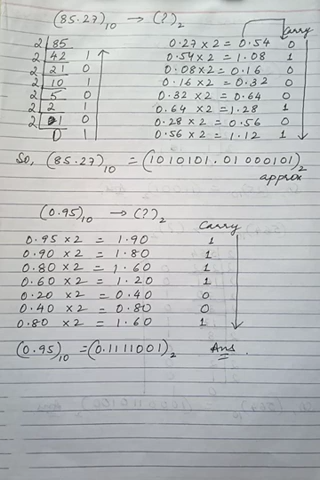 (85.27)₁₀ → (?)₂
Carry
2 | 85
2 | 42 1
2 | 21 0
2 | 10 1
2 | 5 0
2 | 2 1
2 | 1 0
0 1
0.27 × 2 = 0.54 0
0.54 × 2 = 1.08 1
0.08 × 2 = 0.16 0
0.16 × 2 = 0.32 0
0.32 × 2 = 0.64 0
0.64 × 2 = 1.28 1
0.28 × 2 = 0.56 0
0.56 × 2 = 1.12 1
So, (85.27)₁₀ = (1010101.01000101)₂
approx
(0.95)₁₀ → (?)₂
Carry
0.95 × 2 = 1.90 1
0.90 × 2 = 1.80 1
0.80 × 2 = 1.60 1
0.60 × 2 = 1.20 1
0.20 × 2 = 0.40 0
0.40 × 2 = 0.80 0
0.80 × 2 = 1.60 1
(0.95)₁₀ = (0.1111001)₂ Ans.